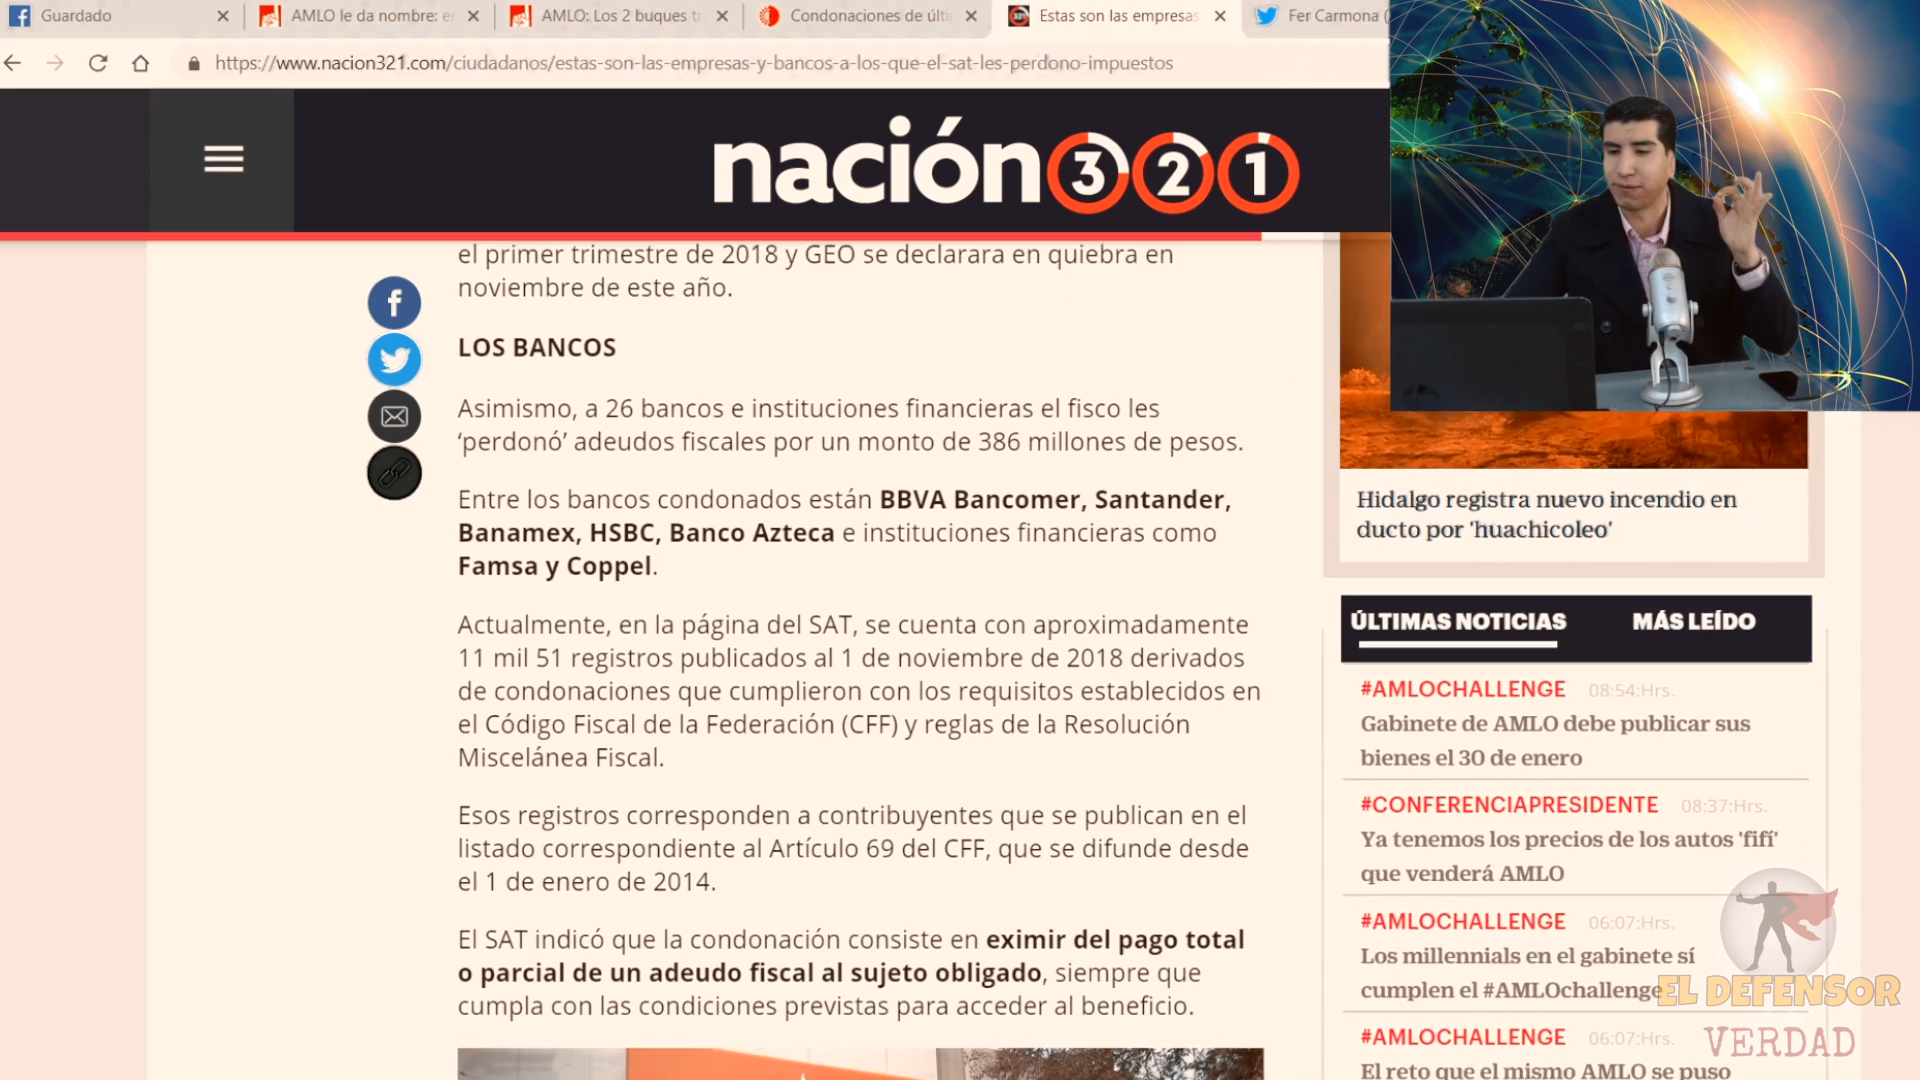 Guardado
AMLO le da nombre: e
AMLO: Los 2 buques t
Condonaciones de últi
Estas son las empresas
Fer Carmona (
https://www.nacion321.com/ciudadanos/estas-son-las-empresas-y-bancos-a-los-que-el-sat-les-perdono-impuestos
nación321
el primer trimestre de 2018 y GEO se declarara en quiebra en
noviembre de este año.
LOS BANCOS
Asimismo, a 26 bancos e instituciones financieras el fisco les
‘perdonó’ adeudos fiscales por un monto de 386 millones de pesos.
Entre los bancos condonados están BBVA Bancomer, Santander,
Banamex, HSBC, Banco Azteca e instituciones financieras como
Famsa y Coppel.
Actualmente, en la página del SAT, se cuenta con aproximadamente
11 mil 51 registros publicados al 1 de noviembre de 2018 derivados
de condonaciones que cumplieron con los requisitos establecidos en
el Código Fiscal de la Federación (CFF) y reglas de la Resolución
Miscelánea Fiscal.
Esos registros corresponden a contribuyentes que se publican en el
listado correspondiente al Artículo 69 del CFF, que se difunde desde
el 1 de enero de 2014.
El SAT indicó que la condonación consiste en eximir del pago total
o parcial de un adeudo fiscal al sujeto obligado, siempre que
cumpla con las condiciones previstas para acceder al beneficio.
Hidalgo registra nuevo incendio en
ducto por 'huachicoleo'
ÚLTIMAS NOTICIAS
MÁS LEÍDO
#AMLOCHALLENGE 08:54:Hrs.
Gabinete de AMLO debe publicar sus
bienes el 30 de enero
#CONFERENCIAPRESIDENTE 08:37:Hrs.
Ya tenemos los precios de los autos 'fifí'
que venderá AMLO
#AMLOCHALLENGE 06:07:Hrs.
Los millennials en el gabinete sí
cumplen el #AMLOchallenge
#AMLOCHALLENGE 06:07:Hrs.
El reto que el mismo AMLO se puso
EL DEFENSOR
VERDAD